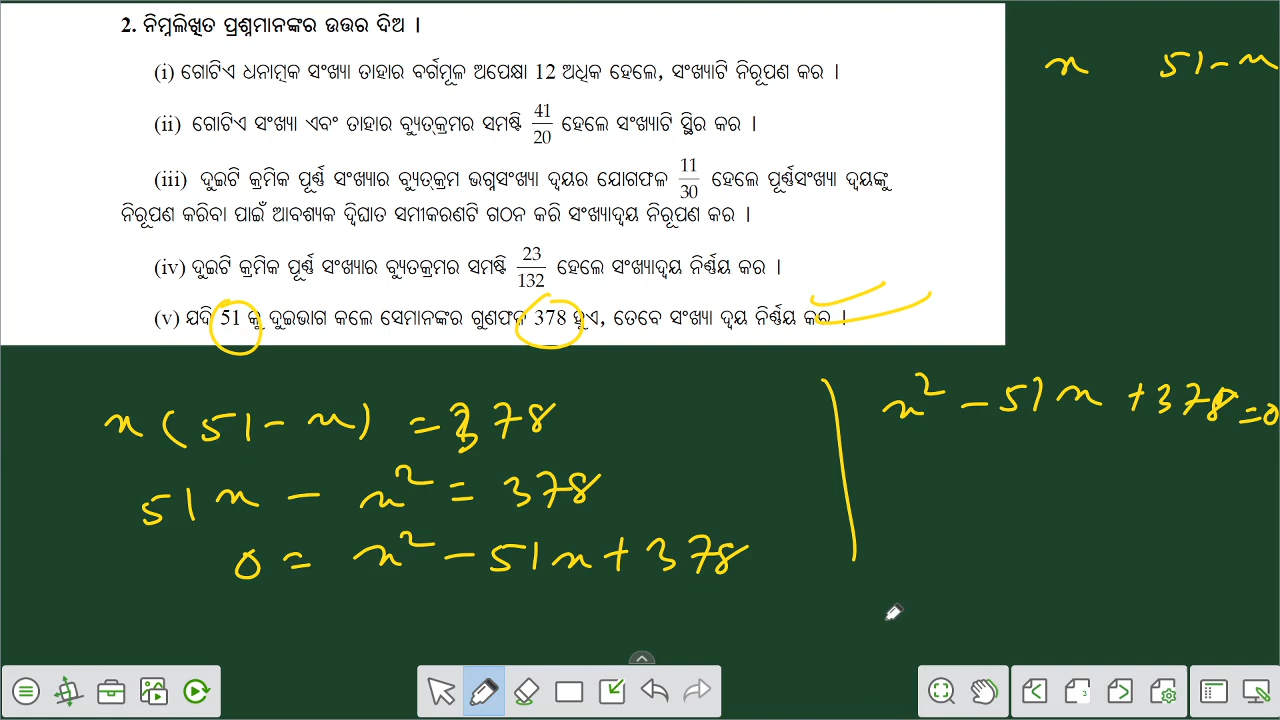 2. ନିମ୍ନଲିଖିତ ପ୍ରଶ୍ନମାନଙ୍କର ଉତ୍ତର ଦିଅ ।
(i) ଗୋଟିଏ ଧନାତ୍ମକ ସଂଖ୍ୟା ତାହାର ବର୍ଗମୂଳ ଅପେକ୍ଷା 12 ଅଧିକ ହେଲେ, ସଂଖ୍ୟାଟି ନିରୂପଣ କର ।
x 51-x
(ii) ଗୋଟିଏ ସଂଖ୍ୟା ଏବଂ ତାହାର ବ୍ୟୁତ୍କ୍ରମର ସମଷ୍ଟି 41/20 ହେଲେ ସଂଖ୍ୟାଟି ସ୍ଥିର କର ।
(iii) ଦୁଇଟି କ୍ରମିକ ପୂର୍ଣ୍ଣ ସଂଖ୍ୟାର ବ୍ୟୁତ୍କ୍ରମ ଭଗ୍ନସଂଖ୍ୟା ଦ୍ୱୟର ଯୋଗଫଳ 11/30 ହେଲେ ପୂର୍ଣ୍ଣସଂଖ୍ୟା ଦ୍ୱୟଙ୍କୁ
ନିରୂପଣ କରିବା ପାଇଁ ଆବଶ୍ୟକ ଦ୍ୱିଘାତ ସମୀକରଣଟି ଗଠନ କରି ସଂଖ୍ୟାଦ୍ୱୟ ନିରୂପଣ କର ।
(iv) ଦୁଇଟି କ୍ରମିକ ପୂର୍ଣ୍ଣ ସଂଖ୍ୟାର ବ୍ୟୁତକ୍ରମର ସମଷ୍ଟି 23/132 ହେଲେ ସଂଖ୍ୟାଦ୍ୱୟ ନିର୍ଣ୍ଣୟ କର ।
(v) ଯଦି 51 କୁ ଦୁଇଭାଗ କଲେ ସେମାନଙ୍କର ଗୁଣଫଳ 378 ହୁଏ, ତେବେ ସଂଖ୍ୟା ଦ୍ୱୟ ନିର୍ଣ୍ଣୟ କର ।
x(51-x) = 378
51x - x² = 378
0 = x² - 51x + 378
x² - 51x + 378 = 0
3